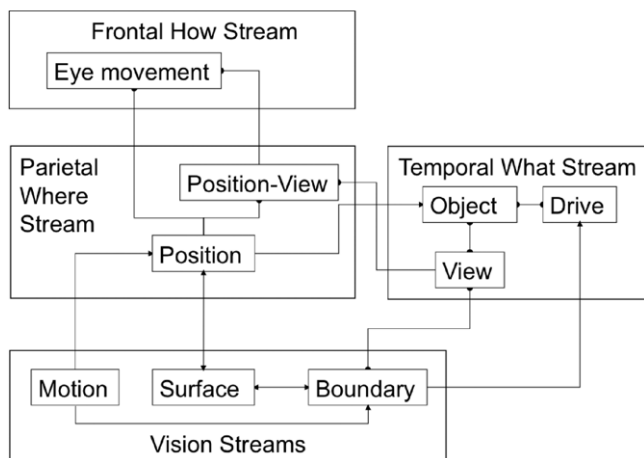 Frontal How Stream
Eye movement
Parietal
Where
Stream
Position-View
Position
Temporal What Stream
Object
Drive
View
Motion
Surface
Boundary
Vision Streams